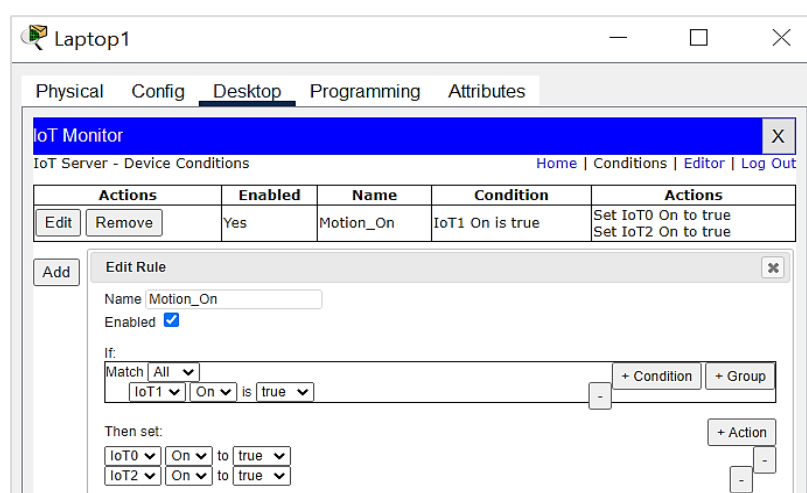 Laptop1
Physical Config Desktop Programming Attributes
IoT Monitor X
IoT Server - Device Conditions Home | Conditions | Editor | Log Out
Actions Enabled Name Condition Actions
Edit Remove Yes Motion_On IoT1 On is true Set IoT0 On to true
Set IoT2 On to true
Add Edit Rule
Name Motion_On
Enabled
If:
Match All + Condition + Group
IoT1 On is true -
Then set: + Action
IoT0 On to true -
IoT2 On to true -